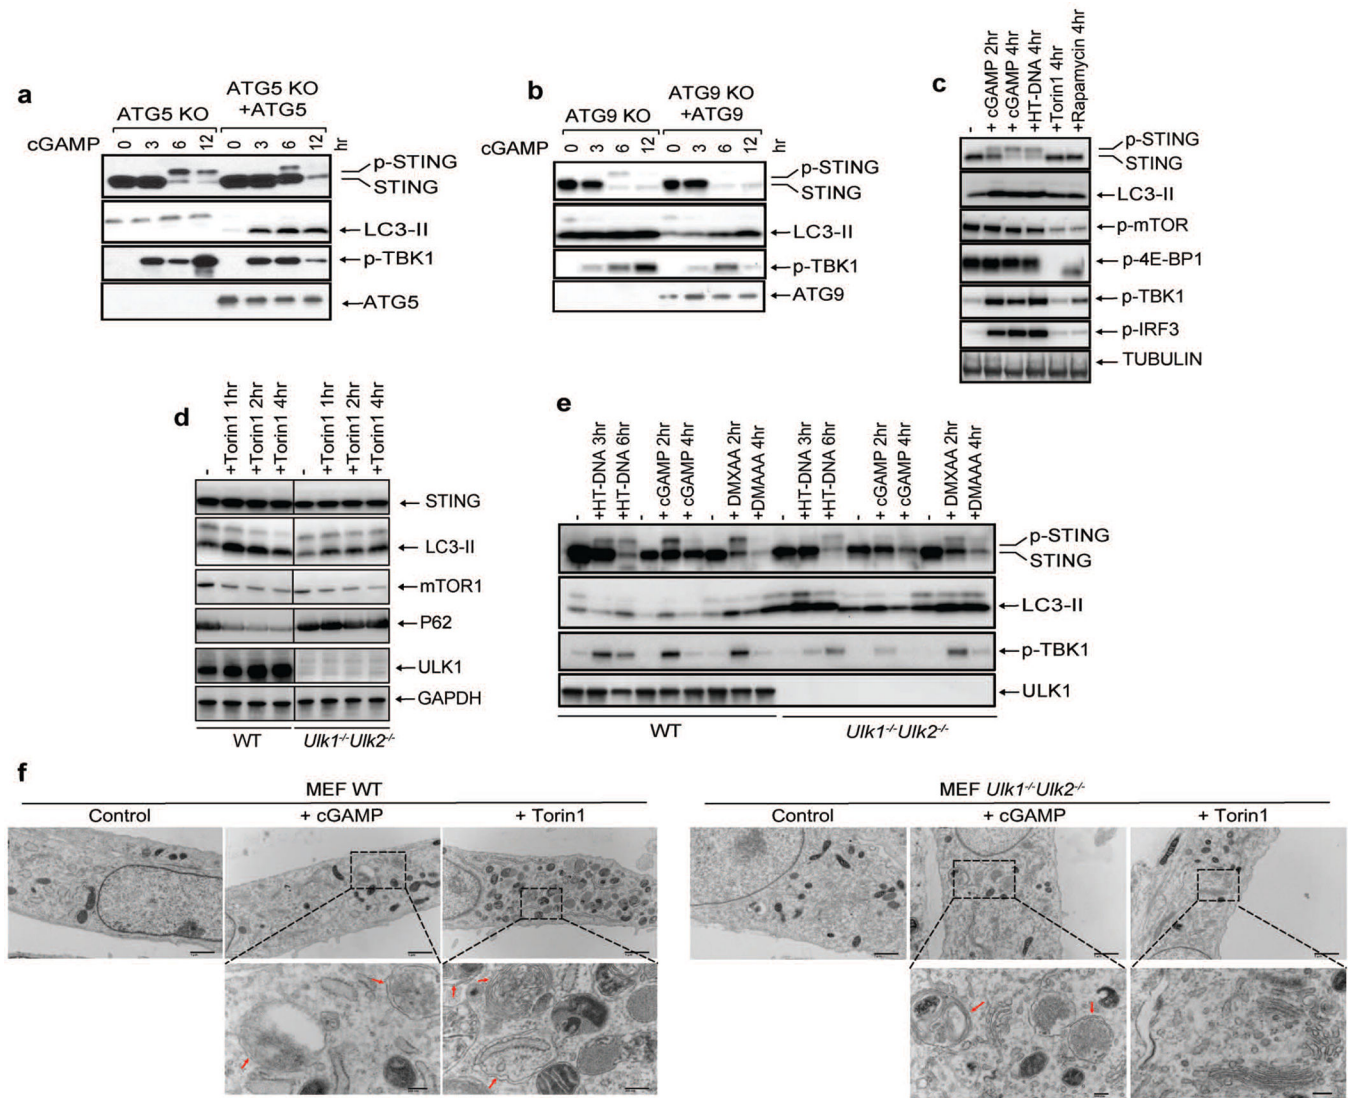 a
ATG5 KO
ATG5 KO
+ATG5
cGAMP 0 3 6 12 0 3 6 12 hr
p-STING
STING
LC3-II
p-TBK1
ATG5
b
ATG9 KO
ATG9 KO
+ATG9
cGAMP 0 3 6 12 0 3 6 12 hr
p-STING
STING
LC3-II
p-TBK1
ATG9
c
-
+ cGAMP 2hr
+ cGAMP 4hr
+HT-DNA 4hr
+Torin1 4hr
+Rapamycin 4hr
p-STING
STING
LC3-II
p-mTOR
p-4E-BP1
p-TBK1
p-IRF3
TUBULIN
d
-
+Torin1 1hr
+Torin1 2hr
+Torin1 4hr
-
+Torin1 1hr
+Torin1 2hr
+Torin1 4hr
STING
LC3-II
mTOR1
P62
ULK1
GAPDH
WT
Ulk1-/-Ulk2-/-
e
-
+HT-DNA 3hr
+HT-DNA 6hr
-
+ cGAMP 2hr
+ cGAMP 4hr
-
+ DMXAA 2hr
+DMAAA 4hr
-
+HT-DNA 3hr
+HT-DNA 6hr
-
+ cGAMP 2hr
+ cGAMP 4hr
-
+ DMXAA 2hr
+DMAAA 4hr
p-STING
STING
LC3-II
p-TBK1
ULK1
WT
Ulk1-/-Ulk2-/-
f
MEF WT
Control
+ cGAMP
+ Torin1
MEF Ulk1-/-Ulk2-/-
Control
+ cGAMP
+ Torin1